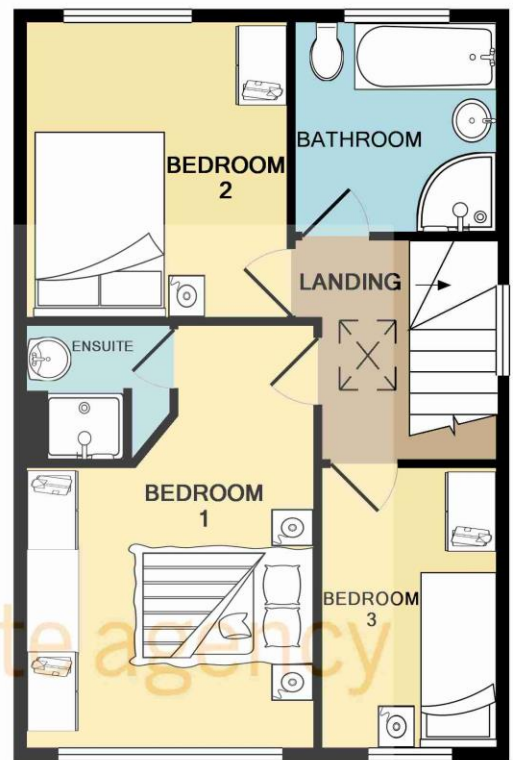 BATHROOM
BEDROOM
2
LANDING
ENSUITE
BEDROOM
1
BEDROOM
3
te agency